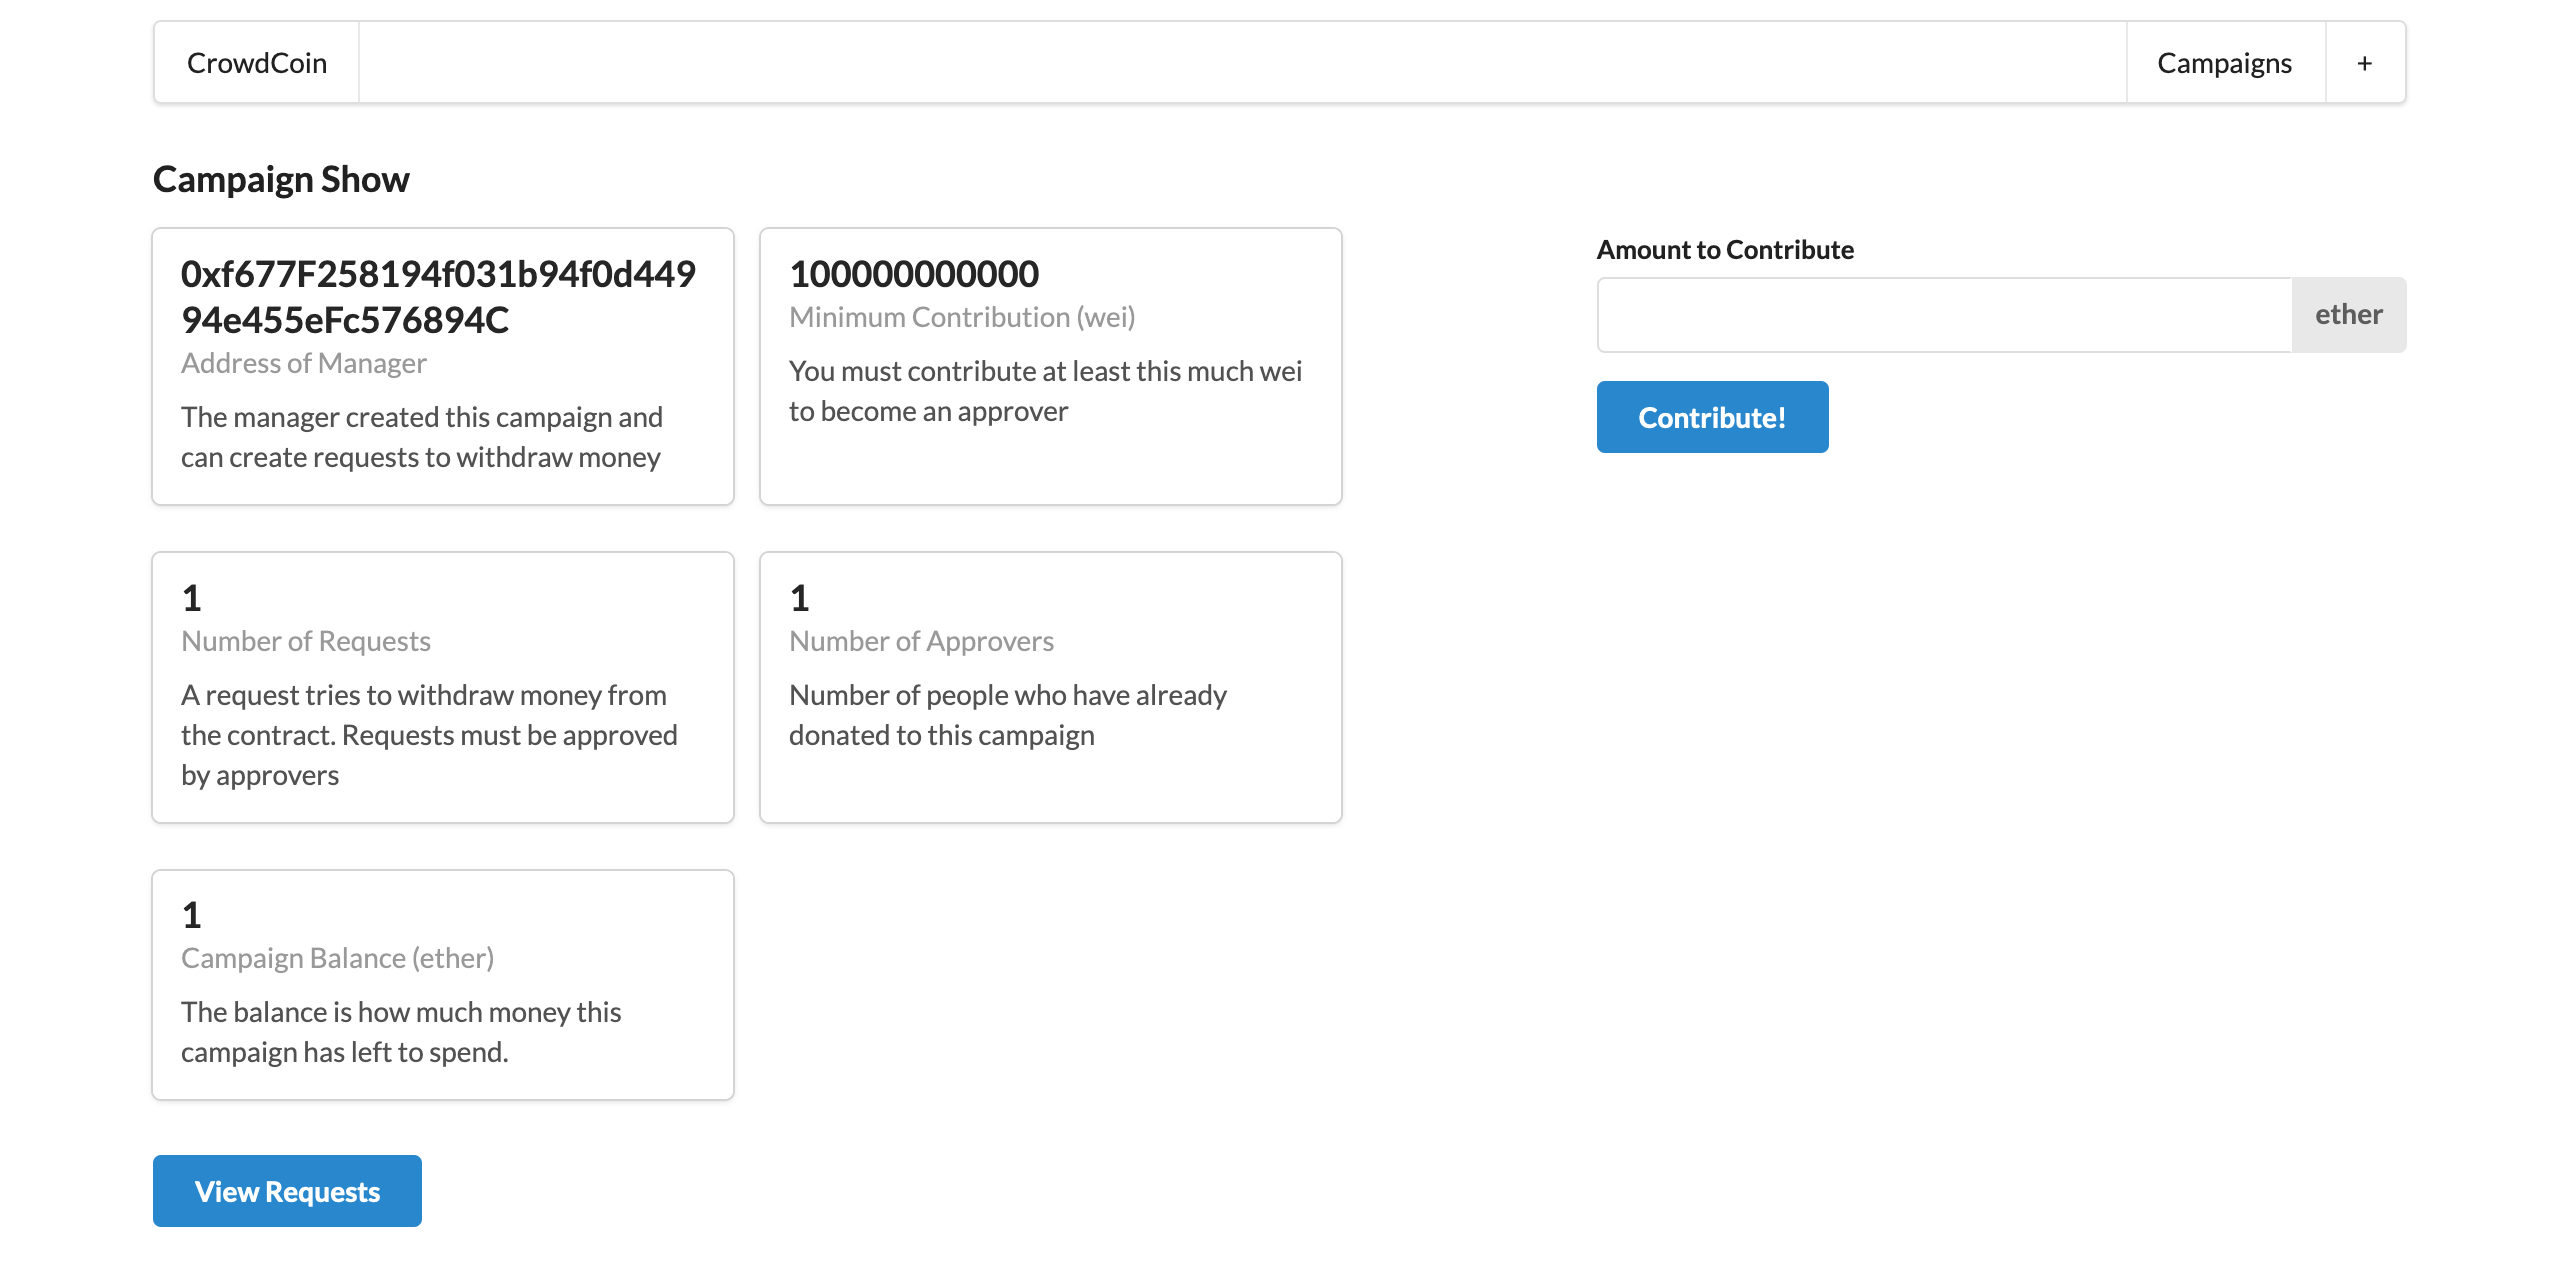 CrowdCoin
Campaigns
+
Campaign Show
0xf677F258194f031b94f0d449
94e455eFc576894C
Address of Manager
The manager created this campaign and
can create requests to withdraw money
100000000000
Minimum Contribution (wei)
You must contribute at least this much wei
to become an approver
1
Number of Requests
A request tries to withdraw money from
the contract. Requests must be approved
by approvers
1
Number of Approvers
Number of people who have already
donated to this campaign
1
Campaign Balance (ether)
The balance is how much money this
campaign has left to spend.
View Requests
Amount to Contribute
ether
Contribute!